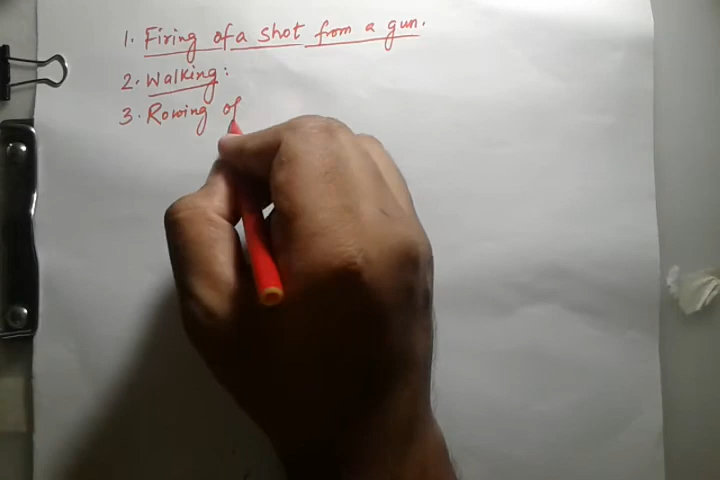 1. Firing of a shot from a gun.
2. Walking:
3. Rowing of